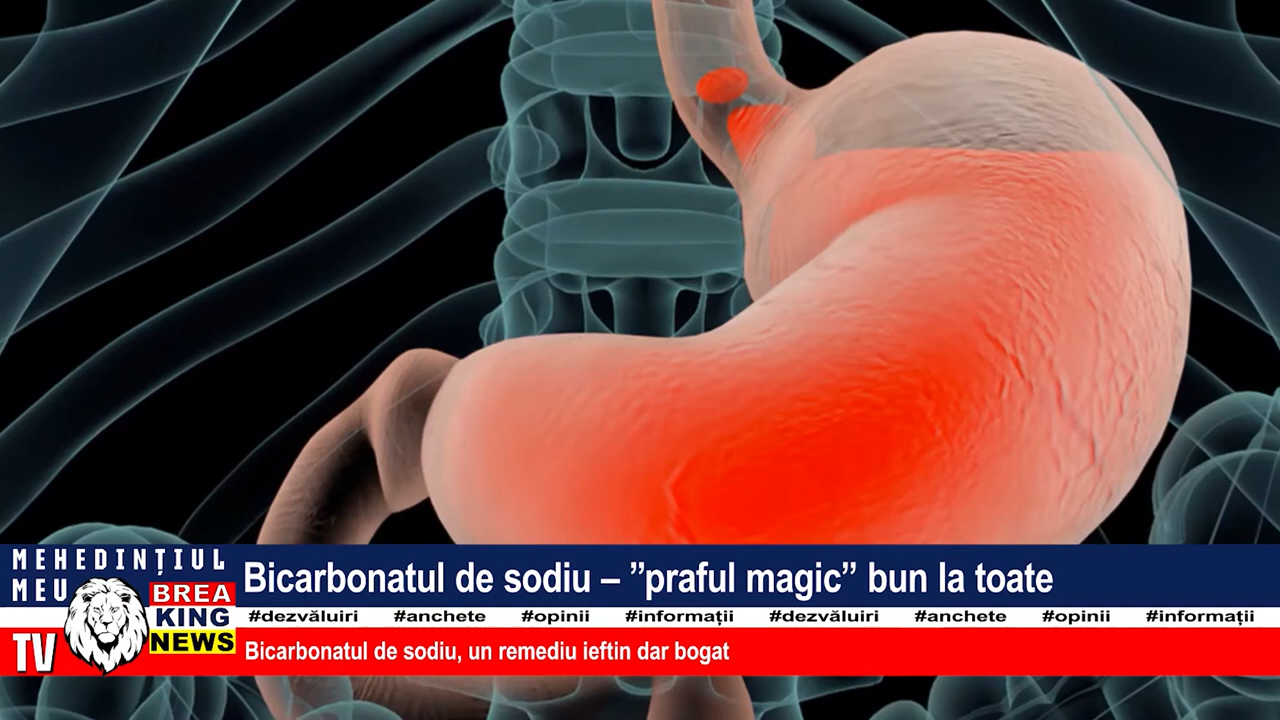 MEHEDINȚIUL
MEU
TV
BREA
KING
NEWS
Bicarbonatul de sodiu – ”praful magic” bun la toate
#dezvăluiri #anchete #opinii #informații #dezvăluiri #anchete #opinii #informații
Bicarbonatul de sodiu, un remediu ieftin dar bogat